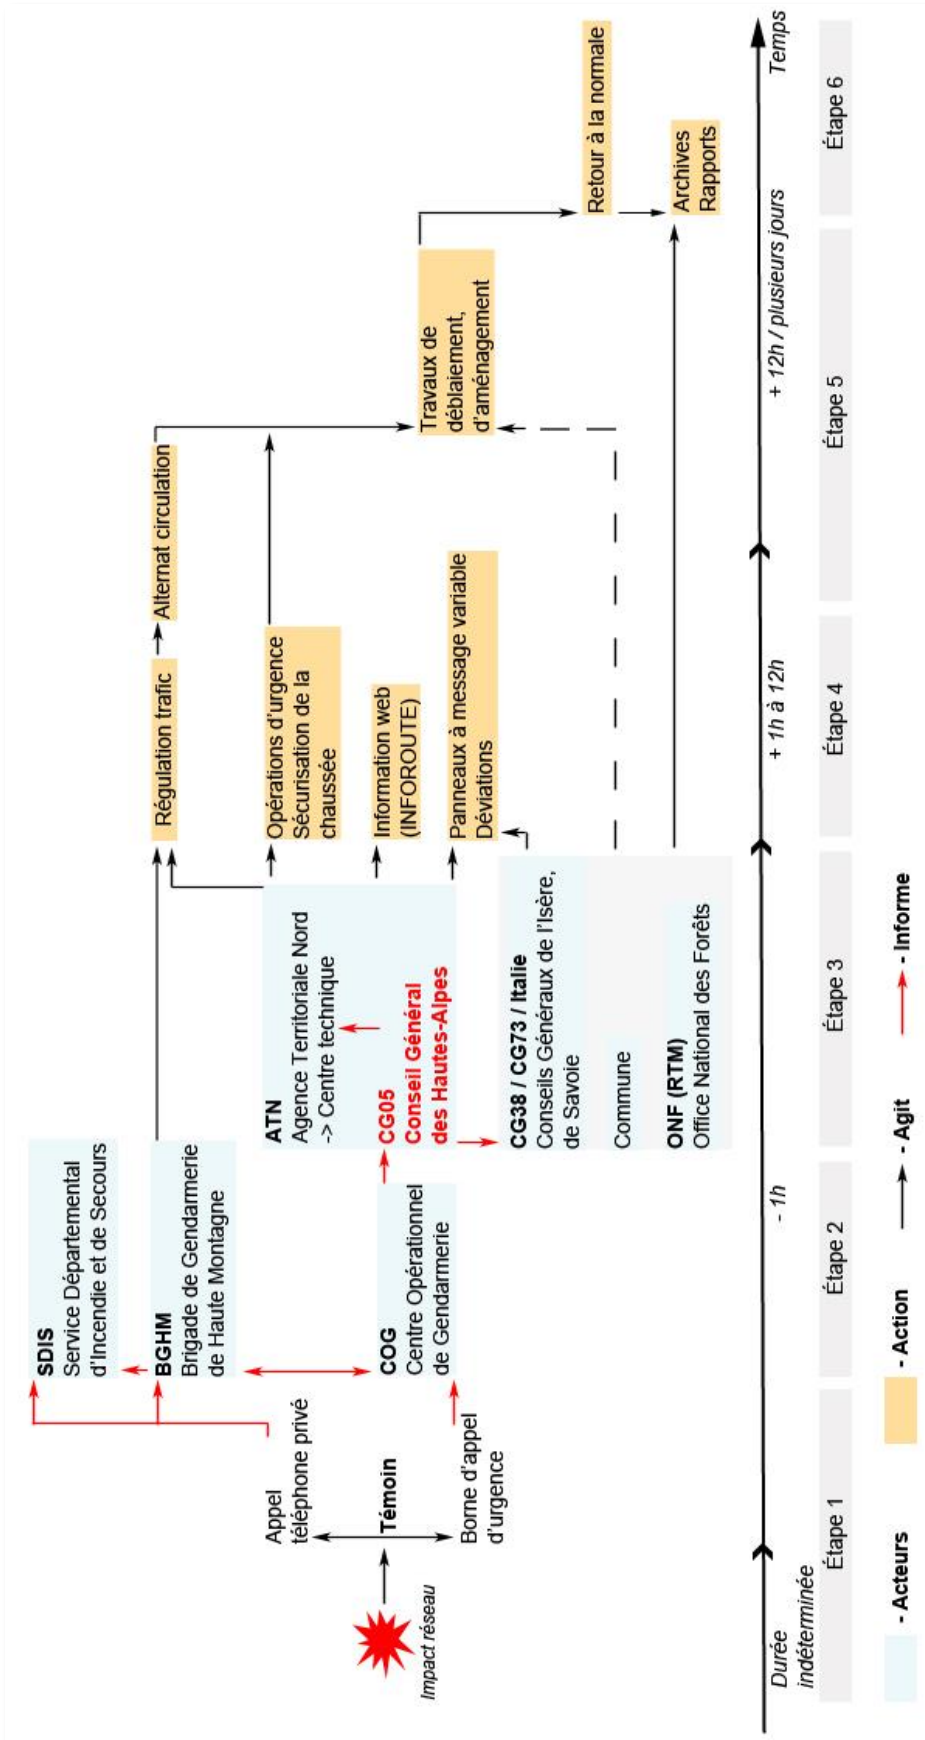 SDIS
Service Départemental
d'Incendie et de Secours
BGHM
Brigade de Gendarmerie
de Haute Montagne
Régulation trafic
Alternat circulation
Appel
téléphone privé
Témoin
Impact réseau
Borne d'appel
d'urgence
COG
Centre Opérationnel
de Gendarmerie
ATN
Agence Territoriale Nord
-> Centre technique
CG05
Conseil Général
des Hautes-Alpes
CG38 / CG73 / Italie
Conseils Généraux de l'Isère,
de Savoie
Commune
ONF (RTM)
Office National des Forêts
Opérations d'urgence
Sécurisation de la
chaussée
Information web
(INFOROUTE)
Panneaux à message variable
Déviations
Travaux de
déblaiement,
d'aménagement
Retour à la normale
Archives
Rapports
Durée
indéterminée
- 1h
+ 1h à 12h
+ 12h / plusieurs jours
Temps
Étape 1
Étape 2
Étape 3
Étape 4
Étape 5
Étape 6
- Acteurs
- Action
- Agit
- Informe